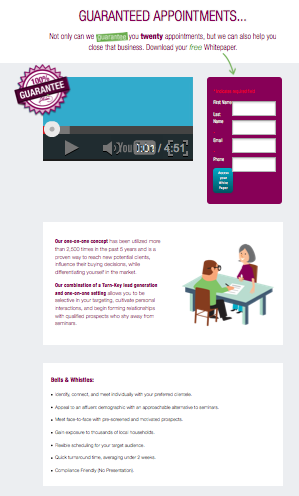 GUARANTEED APPOINTMENTS...
Not only can we guarantee you twenty appointments, but we can also help you
close that business. Download your free Whitepaper.
100%
GUARANTEE
You
0:01 / 4:51
First Name
Last
Name
Email
Phone
White
Paper
Our one-on-one concept has been utilized more
than 2,500 times in the past 5 years and is a
proven way to reach new potential clients,
influence their buying decisions, while
differentiating yourself in the market.
Our combination of a Turn-Key lead generation
and one-on-one setting allows you to be
selective in your targeting, cultivate personal
interactions, and begin forming relationships
with qualified prospects who shy away from
seminars.
Bells & Whistles:
• Identify, connect, and meet individually with your preferred clientele.
• Appeal to an affluent demographic with an approachable alternative to seminars.
• Meet face-to-face with pre-screened and motivated prospects.
• Gain exposure to thousands of local households.
• Flexible scheduling for your target audience.
• Quick turnaround time, averaging under 2 weeks.
• Compliance Friendly (No Presentation).